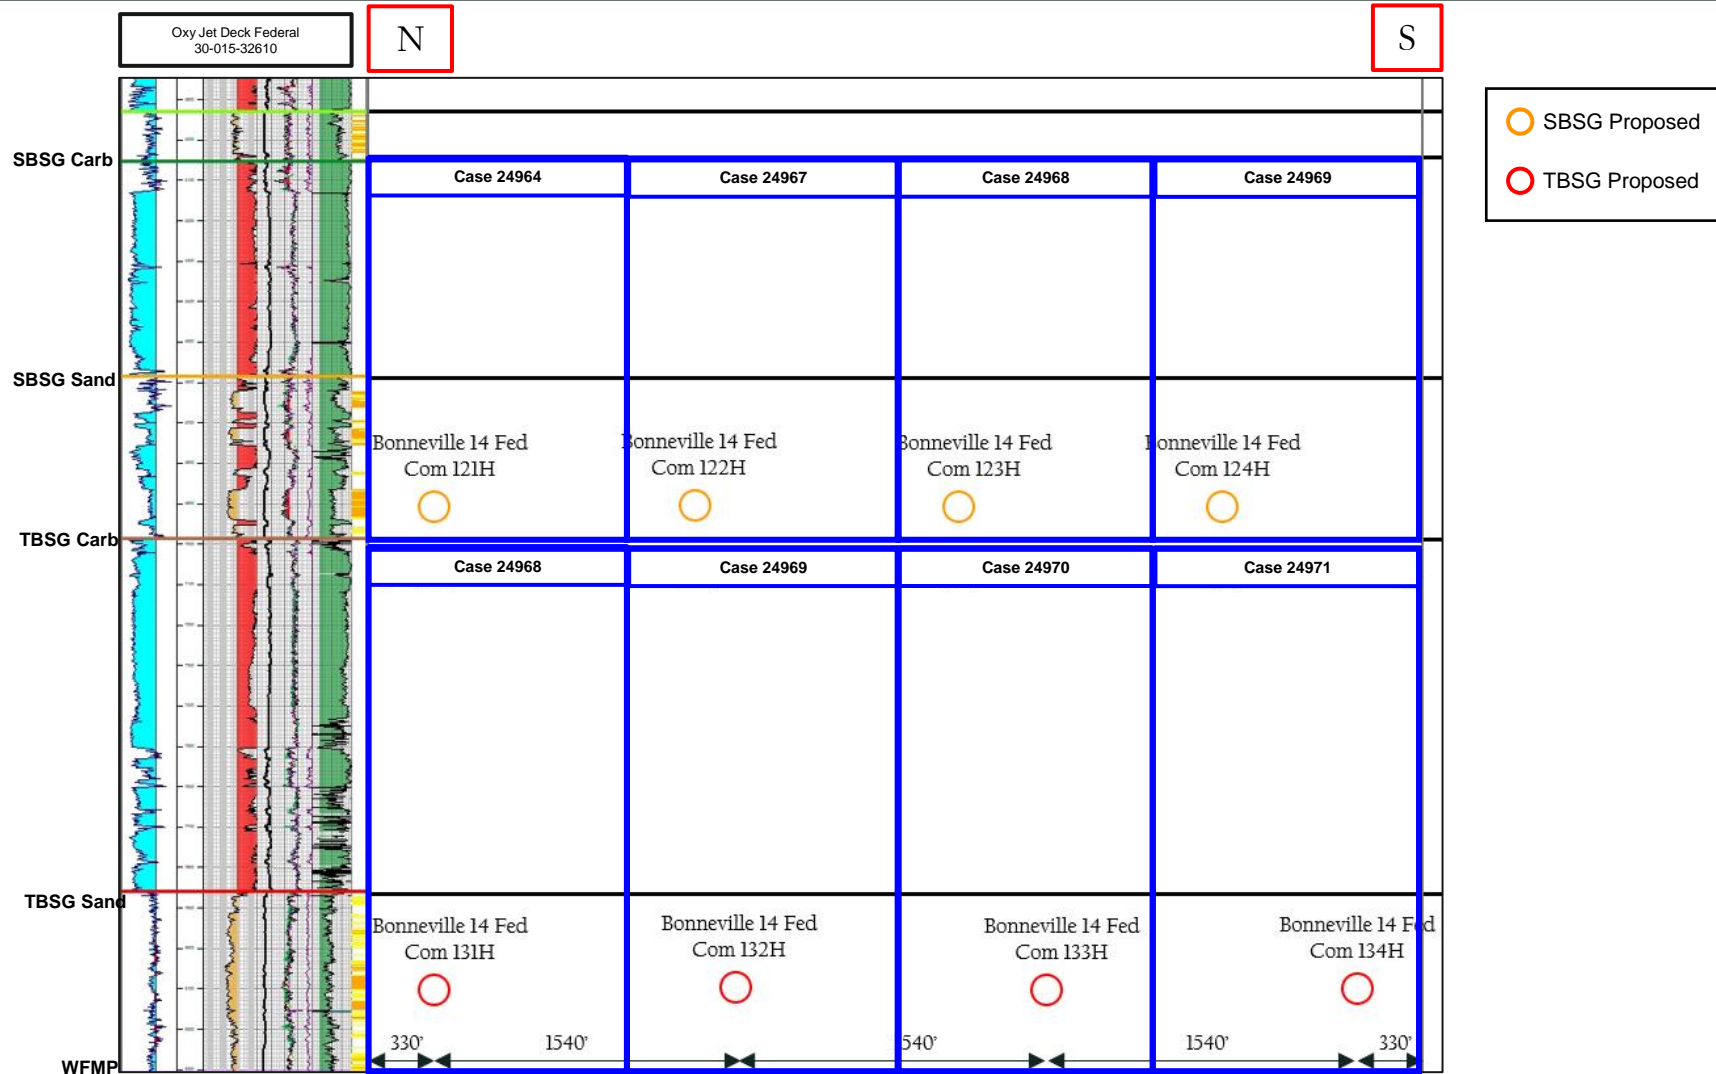 Oxy Jet Deck Federal
30-015-32610
N
S
SBSG Proposed
TBSG Proposed
SBSG Carb
Case 24964
Case 24967
Case 24968
Case 24969
SBSG Sand
Bonneville 14 Fed
Com 121H
Bonneville 14 Fed
Com 122H
Bonneville 14 Fed
Com 123H
Bonneville 14 Fed
Com 124H
TBSG Carb
Case 24968
Case 24969
Case 24970
Case 24971
TBSG Sand
Bonneville 14 Fed
Com 131H
Bonneville 14 Fed
Com 132H
Bonneville 14 Fed
Com 133H
Bonneville 14 Fed
Com 134H
330'
1540'
540'
1540'
330'
WFMP